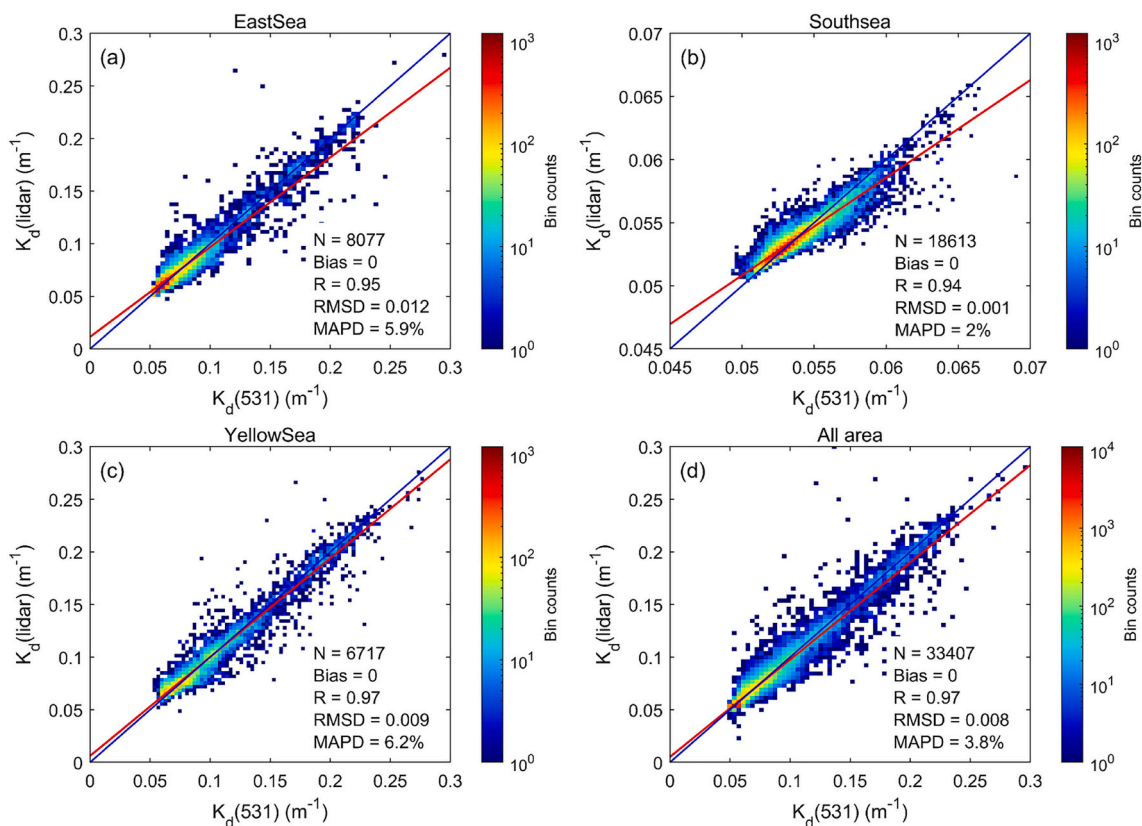 EastSea
(a)
0.3
0.25
0.2
0.15
0.1
0.05
0
K_d(lidar) (m^-1)
N = 8077
Bias = 0
R = 0.95
RMSD = 0.012
MAPD = 5.9%
0 0.05 0.1 0.15 0.2 0.25 0.3
K_d(531) (m^-1)
10^3
10^2
10^1
10^0
Bin counts
Southsea
(b)
0.07
0.065
0.06
0.055
0.05
0.045
K_d(lidar) (m^-1)
N = 18613
Bias = 0
R = 0.94
RMSD = 0.001
MAPD = 2%
0.045 0.05 0.055 0.06 0.065 0.07
K_d(531) (m^-1)
10^3
10^2
10^1
10^0
Bin counts
YellowSea
(c)
0.3
0.25
0.2
0.15
0.1
0.05
0
K_d(lidar) (m^-1)
N = 6717
Bias = 0
R = 0.97
RMSD = 0.009
MAPD = 6.2%
0 0.05 0.1 0.15 0.2 0.25 0.3
K_d(531) (m^-1)
10^3
10^2
10^1
10^0
Bin counts
All area
(d)
0.3
0.25
0.2
0.15
0.1
0.05
0
K_d(lidar) (m^-1)
N = 33407
Bias = 0
R = 0.97
RMSD = 0.008
MAPD = 3.8%
0 0.05 0.1 0.15 0.2 0.25 0.3
K_d(531) (m^-1)
10^4
10^3
10^2
10^1
10^0
Bin counts